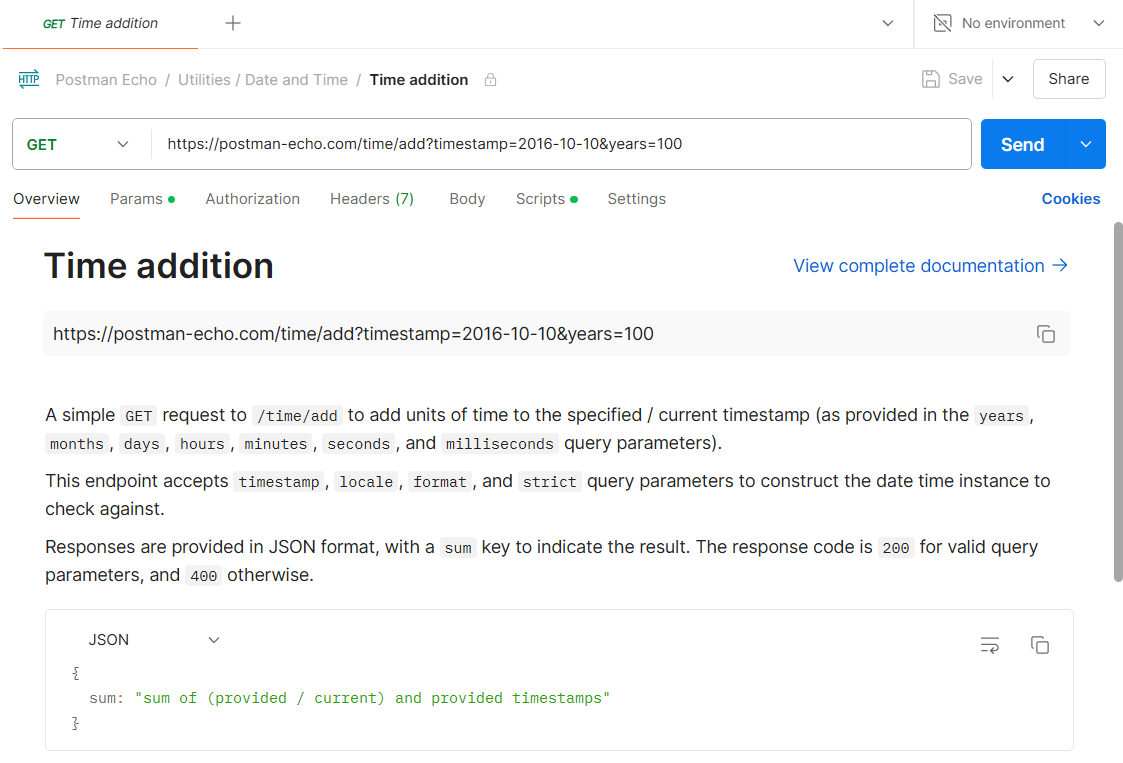 GET Time addition
No environment
HTTP Postman Echo / Utilities / Date and Time / Time addition
Save
Share
GET
https://postman-echo.com/time/add?timestamp=2016-10-10&years=100
Send
Overview Params Authorization Headers (7) Body Scripts Settings Cookies
Time addition
View complete documentation →
https://postman-echo.com/time/add?timestamp=2016-10-10&years=100
A simple GET request to /time/add to add units of time to the specified / current timestamp (as provided in the years,
months, days, hours, minutes, seconds, and milliseconds query parameters).
This endpoint accepts timestamp, locale, format, and strict query parameters to construct the date time instance to
check against.
Responses are provided in JSON format, with a sum key to indicate the result. The response code is 200 for valid query
parameters, and 400 otherwise.
JSON
{
sum: "sum of (provided / current) and provided timestamps"
}